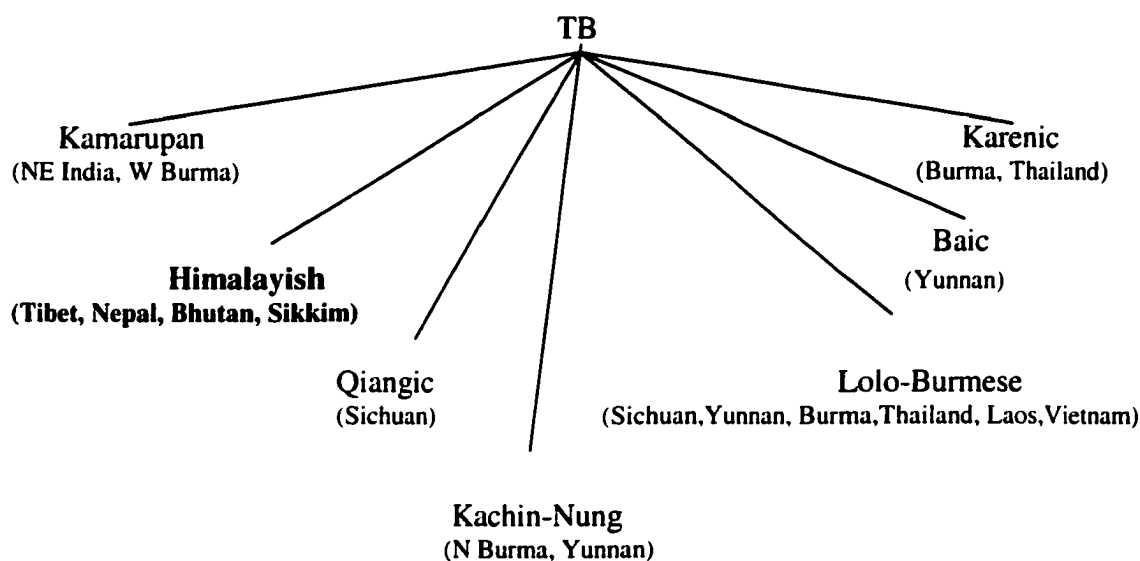 TB
Kamarupan
(NE India, W Burma)
Karenic
(Burma, Thailand)
Baic
(Yunnan)
Himalayish
(Tibet, Nepal, Bhutan, Sikkim)
Qiangic
(Sichuan)
Lolo-Burmese
(Sichuan,Yunnan, Burma,Thailand, Laos,Vietnam)
Kachin-Nung
(N Burma, Yunnan)